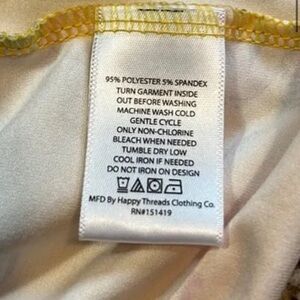 95% POLYESTER 5% SPANDEX
TURN GARMENT INSIDE
OUT BEFORE WASHING
MACHINE WASH COLD
GENTLE CYCLE
ONLY NON-CHLORINE
BLEACH WHEN NEEDED
TUMBLE DRY LOW
COOL IRON IF NEEDED
DO NOT IRON ON DESIGN
MFD By Happy Threads Clothing Co.
RN#151419